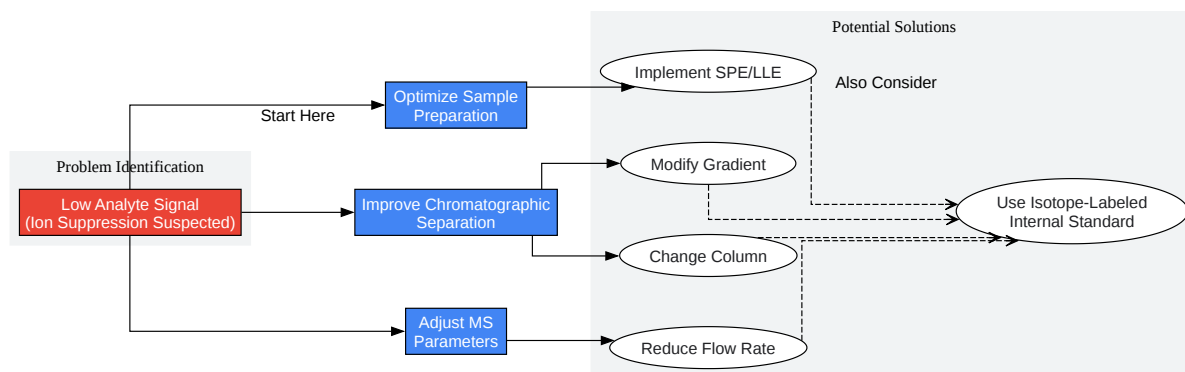 Potential Solutions
Implement SPE/LLE
Also Consider
Optimize Sample
Preparation
Start Here
Problem Identification
Modify Gradient
Low Analyte Signal
(Ion Suppression Suspected)
Improve Chromatographic
Separation
Use Isotope-Labeled
Internal Standard
Change Column
Adjust MS
Parameters
Reduce Flow Rate